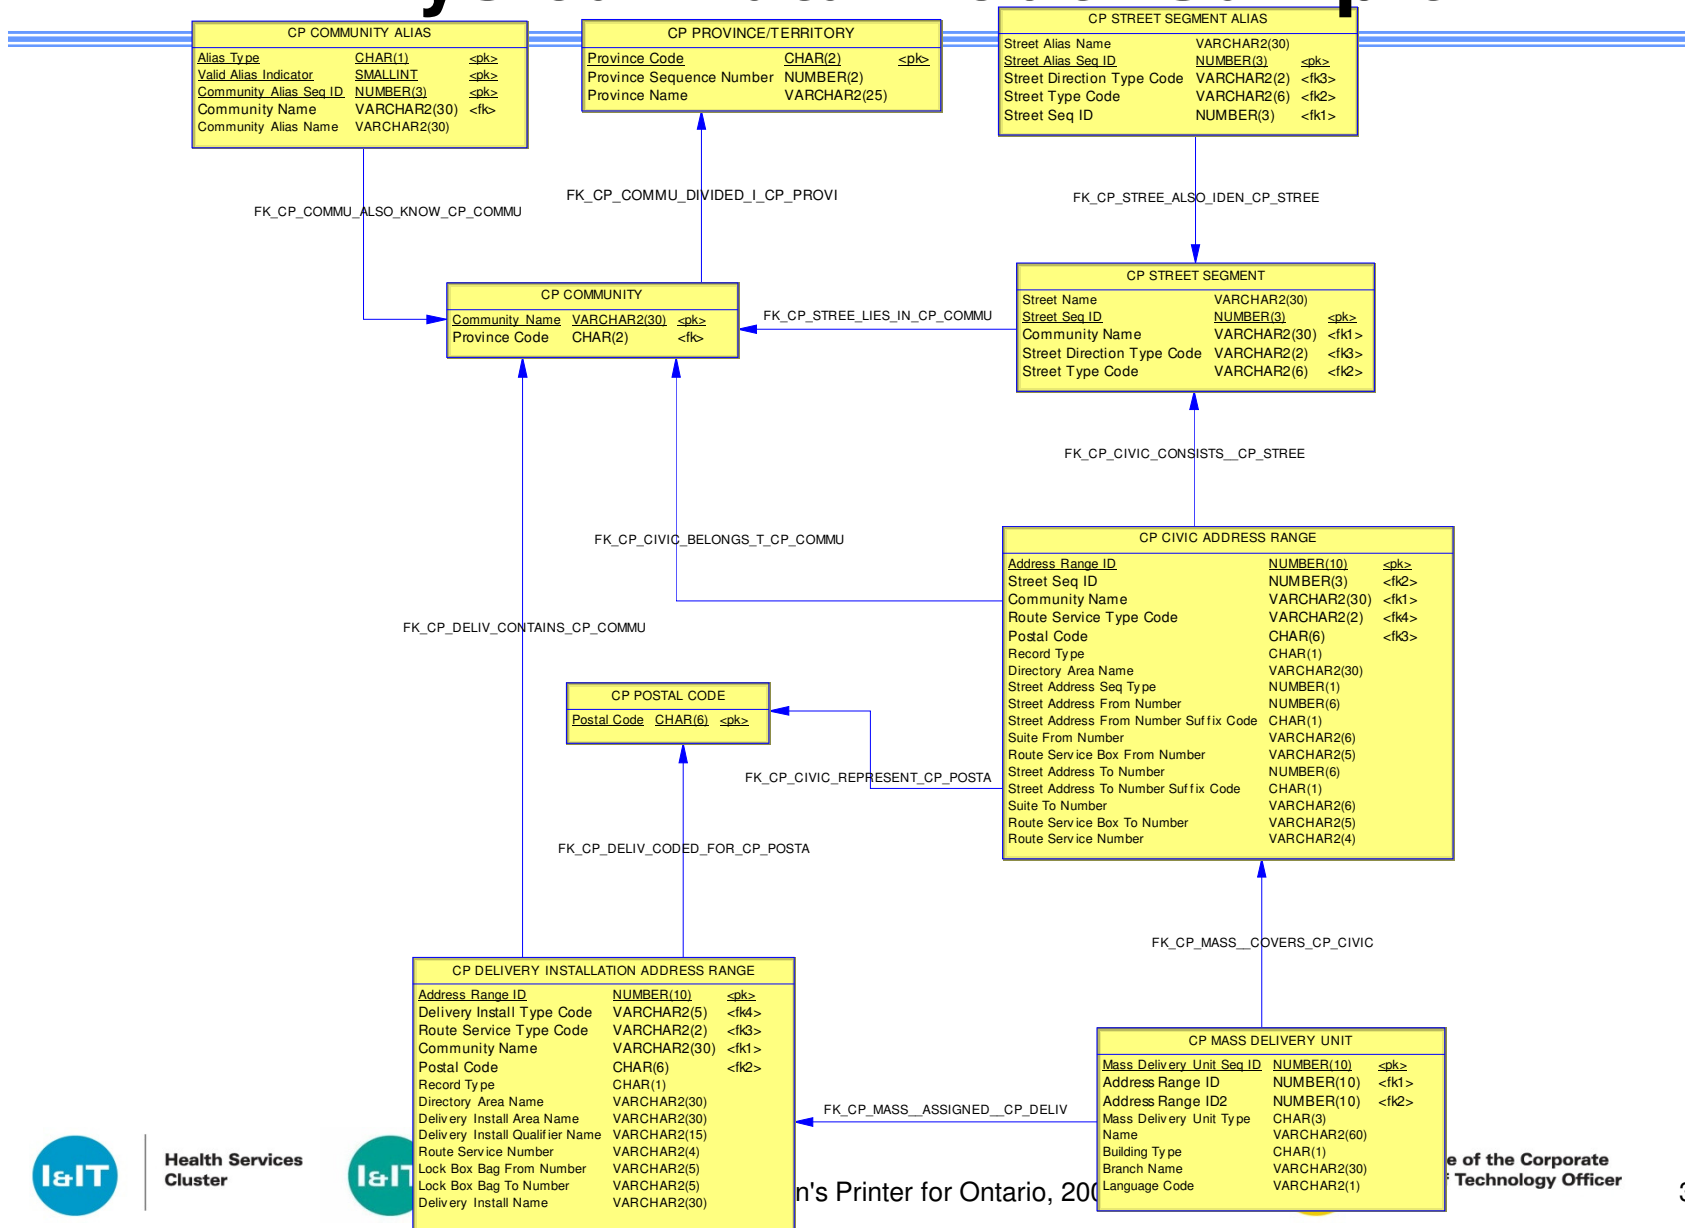 CP COMMUNITY ALIAS
Alias Type CHAR(1) <pk>
Valid Alias Indicator SMALLINT <pk>
Community Alias Seq ID NUMBER(3) <pk>
Community Name VARCHAR2(30) <fk>
Community Alias Name VARCHAR2(30)
CP PROVINCE/TERRITORY
Province Code CHAR(2) <pk>
Province Sequence Number NUMBER(2)
Province Name VARCHAR2(25)
CP STREET SEGMENT ALIAS
Street Alias Name VARCHAR2(30)
Street Alias Seq ID NUMBER(3) <pk>
Street Direction Type Code VARCHAR2(2) <fk3>
Street Type Code VARCHAR2(6) <fk2>
Street Seq ID NUMBER(3) <fk1>
FK_CP_COMMU_ALSO_KNOW_CP_COMMU
FK_CP_COMMU_DIVIDED_I_CP_PROVI
FK_CP_STREE_ALSO_IDEN_CP_STREE
CP COMMUNITY
Community Name VARCHAR2(30) <pk>
Province Code CHAR(2) <fk>
FK_CP_STREE_LIES_IN_CP_COMMU
CP STREET SEGMENT
Street Name VARCHAR2(30)
Street Seq ID NUMBER(3) <pk>
Community Name VARCHAR2(30) <fk1>
Street Direction Type Code VARCHAR2(2) <fk3>
Street Type Code VARCHAR2(6) <fk2>
FK_CP_CIVIC_CONSISTS__CP_STREE
FK_CP_CIVIC_BELONGS_T_CP_COMMU
FK_CP_DELIV_CONTAINS_CP_COMMU
CP CIVIC ADDRESS RANGE
Address Range ID NUMBER(10) <pk>
Street Seq ID NUMBER(3) <fk2>
Community Name VARCHAR2(30) <fk1>
Route Service Type Code VARCHAR2(2) <fk4>
Postal Code CHAR(6) <fk3>
Record Type CHAR(1)
Directory Area Name VARCHAR2(30)
Street Address Seq Type NUMBER(1)
Street Address From Number NUMBER(6)
Street Address From Number Suffix Code CHAR(1)
Suite From Number VARCHAR2(6)
Route Service Box From Number VARCHAR2(5)
Street Address To Number NUMBER(6)
Street Address To Number Suffix Code CHAR(1)
Suite To Number VARCHAR2(6)
Route Service Box To Number VARCHAR2(5)
Route Service Number VARCHAR2(4)
CP POSTAL CODE
Postal Code CHAR(6) <pk>
FK_CP_CIVIC_REPRESENT_CP_POSTA
FK_CP_DELIV_CODED_FOR_CP_POSTA
FK_CP_MASS__COVERS_CP_CIVIC
CP DELIVERY INSTALLATION ADDRESS RANGE
Address Range ID NUMBER(10) <pk>
Delivery Install Type Code VARCHAR2(5) <fk4>
Route Service Type Code VARCHAR2(2) <fk3>
Community Name VARCHAR2(30) <fk1>
Postal Code CHAR(6) <fk2>
Record Type CHAR(1)
Directory Area Name VARCHAR2(30)
Delivery Install Area Name VARCHAR2(30)
Delivery Install Qualifier Name VARCHAR2(15)
Route Service Number VARCHAR2(4)
Lock Box Bag From Number VARCHAR2(5)
Lock Box Bag To Number VARCHAR2(5)
Delivery Install Name VARCHAR2(30)
FK_CP_MASS__ASSIGNED__CP_DELIV
CP MASS DELIVERY UNIT
Mass Delivery Unit Seq ID NUMBER(10) <pk>
Address Range ID NUMBER(10) <fk1>
Address Range ID2 NUMBER(10) <fk2>
Mass Delivery Unit Type CHAR(3)
Name VARCHAR2(60)
Building Type CHAR(1)
Branch Name VARCHAR2(30)
Language Code VARCHAR2(1)
I&IT
Health Services
Cluster
I&IT
n's Printer for Ontario, 200
e of the Corporate
Technology Officer
3